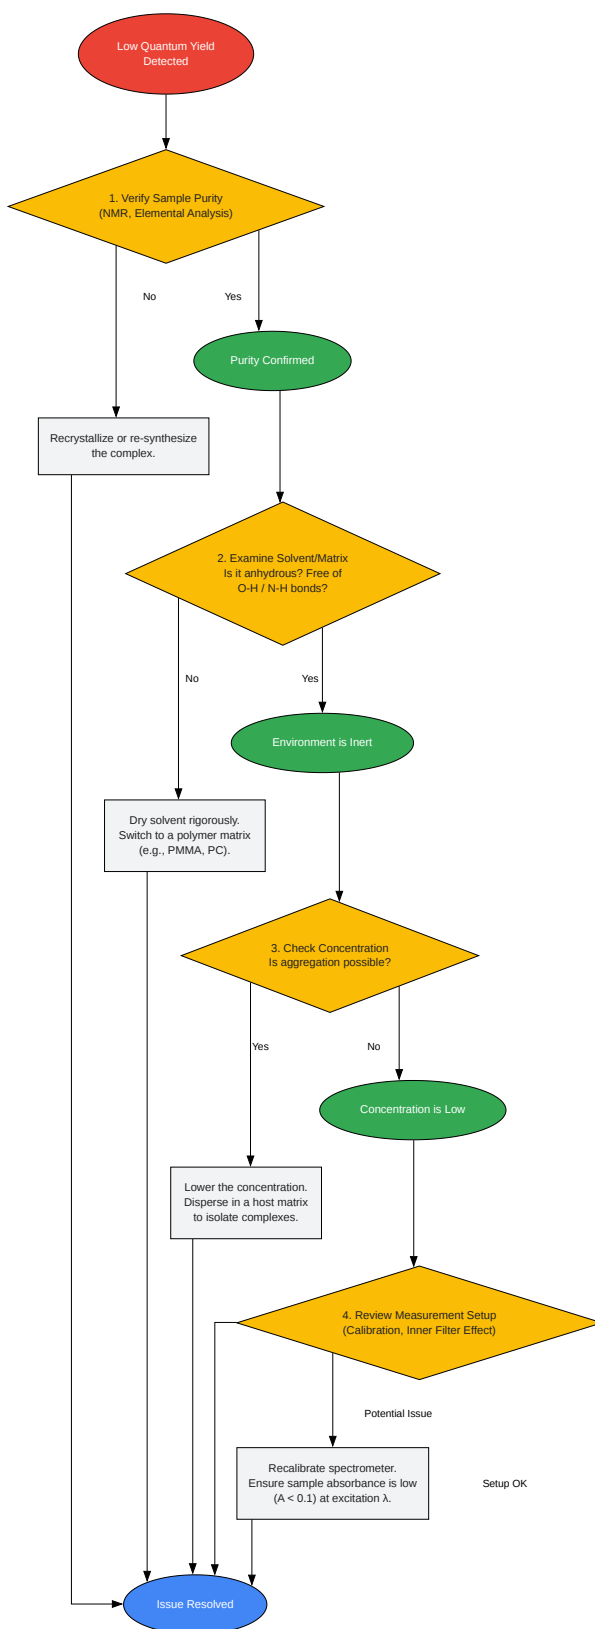 Low Quantum Yield
Detected
1. Verify Sample Purity
(NMR, Elemental Analysis)
No
Yes
Purity Confirmed
Recrystallize or re-synthesize
the complex.
2. Examine Solvent/Matrix
Is it anhydrous? Free of
O-H / N-H bonds?
No
Yes
Environment is Inert
Dry solvent rigorously.
Switch to a polymer matrix
(e.g., PMMA, PC).
3. Check Concentration
Is aggregation possible?
Yes
No
Concentration is Low
Lower the concentration.
Disperse in a host matrix
to isolate complexes.
4. Review Measurement Setup
(Calibration, Inner Filter Effect)
Potential Issue
Recalibrate spectrometer.
Ensure sample absorbance is low
(A < 0.1) at excitation λ.
Setup OK
Issue Resolved